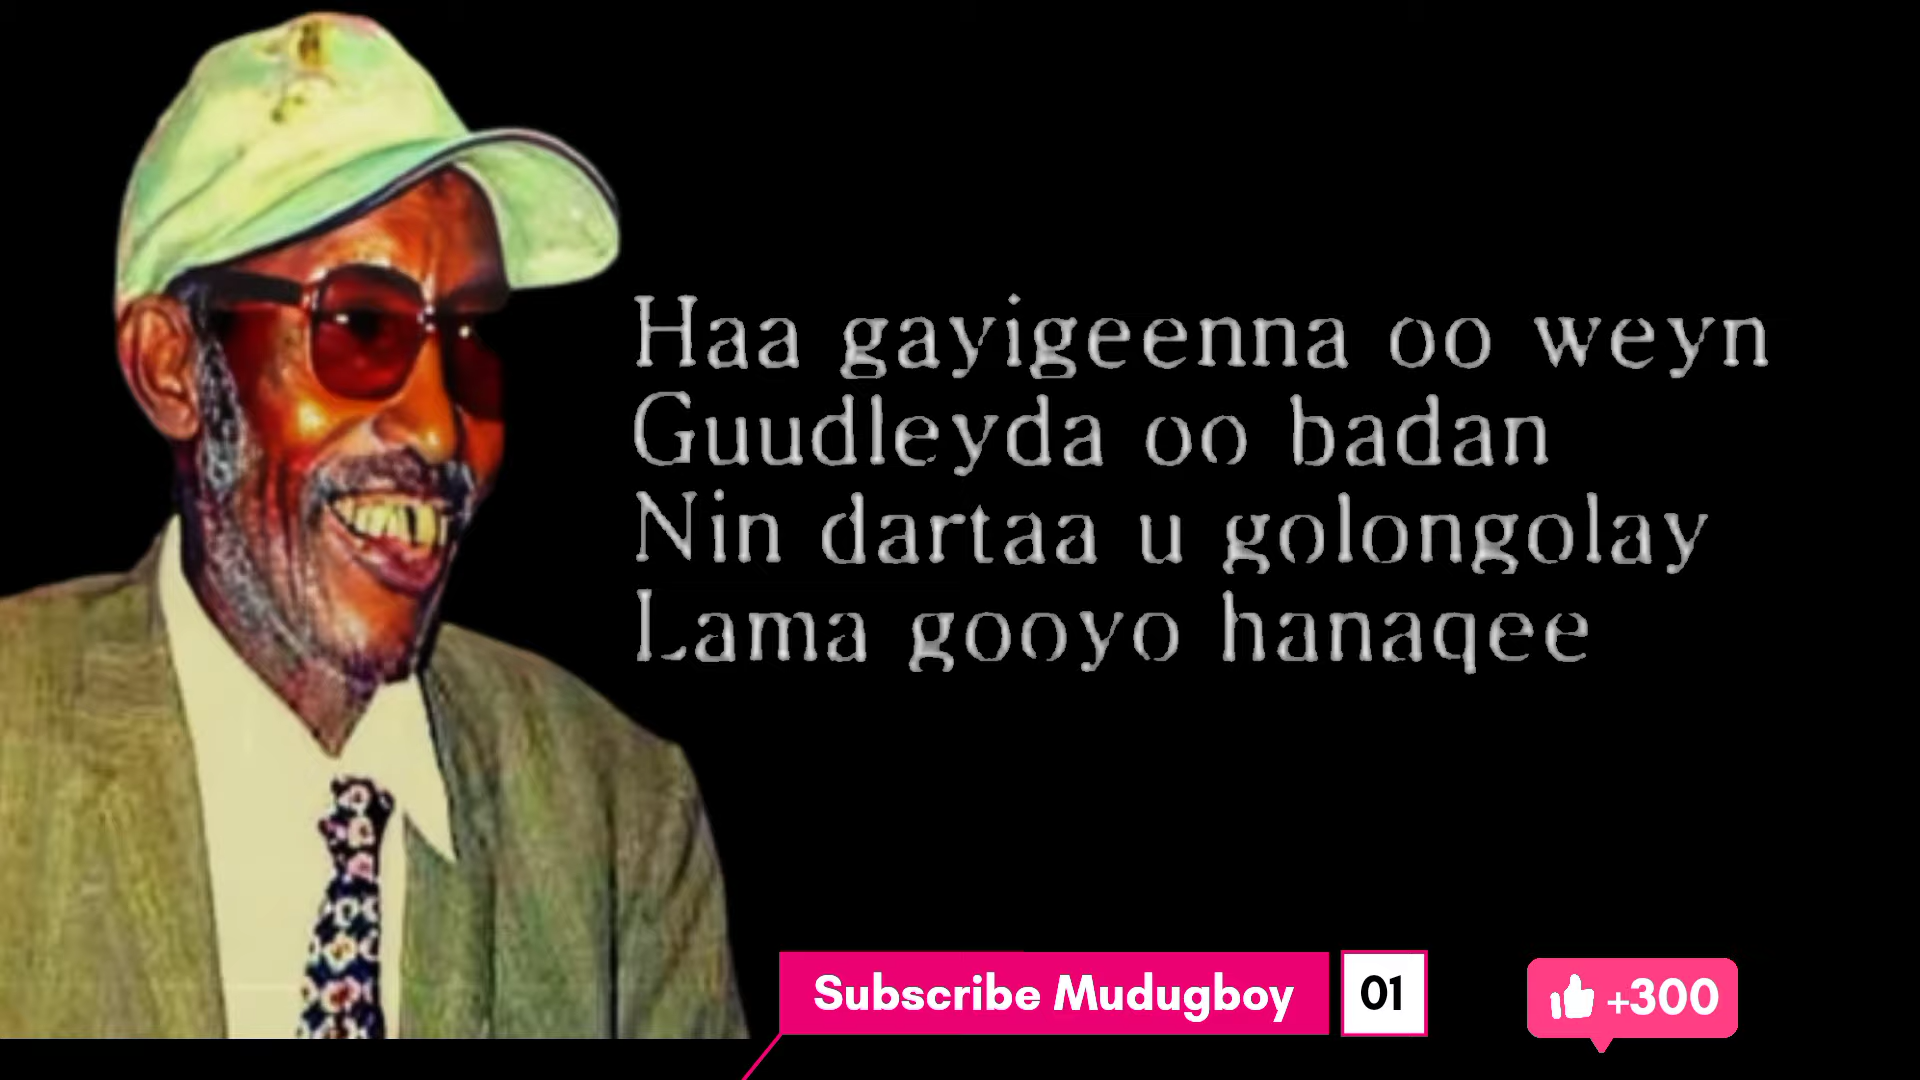 Haa gayigeenna oo weyn
Guudleyda oo badan
Nin dartaa u golongolay
Lama gooyo hanaqee
Subscribe Mudugboy 01
+300